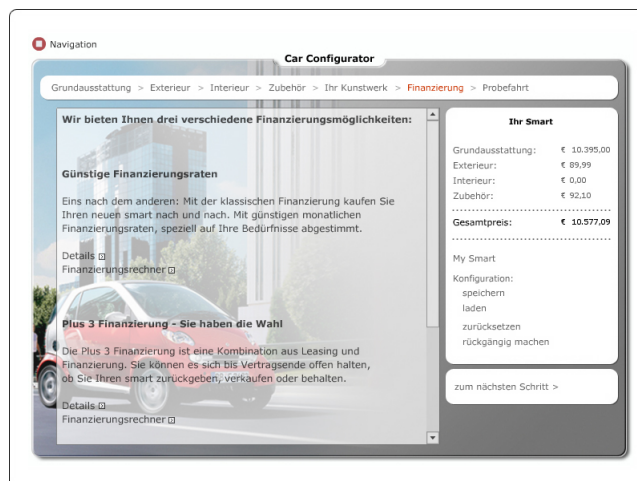 Navigation
Car Configurator
Grundausstattung > Exterieur > Interieur > Zubehör > Ihr Kunstwerk > Finanzierung > Probefahrt
Wir bieten Ihnen drei verschiedene Finanzierungsmöglichkeiten:
Günstige Finanzierungsraten
Eins nach dem anderen: Mit der klassischen Finanzierung kaufen Sie
Ihren neuen smart nach und nach. Mit günstigen monatlichen
Finanzierungsraten, speziell auf Ihre Bedürfnisse abgestimmt.
Details
Finanzierungsrechner
Plus 3 Finanzierung - Sie haben die Wahl
Die Plus 3 Finanzierung ist eine Kombination aus Leasing und
Finanzierung. Sie können es sich bis Vertragsende offen halten,
ob Sie Ihren smart zurückgeben, verkaufen oder behalten.
Details
Finanzierungsrechner
Ihr Smart
Grundausstattung: € 10.395,00
Exterieur: € 89,99
Interieur: € 0,00
Zubehör: € 92,10
Gesamtpreis: € 10.577,09
My Smart
Konfiguration:
speichern
laden
zurücksetzen
rückgängig machen
zum nächsten Schritt >